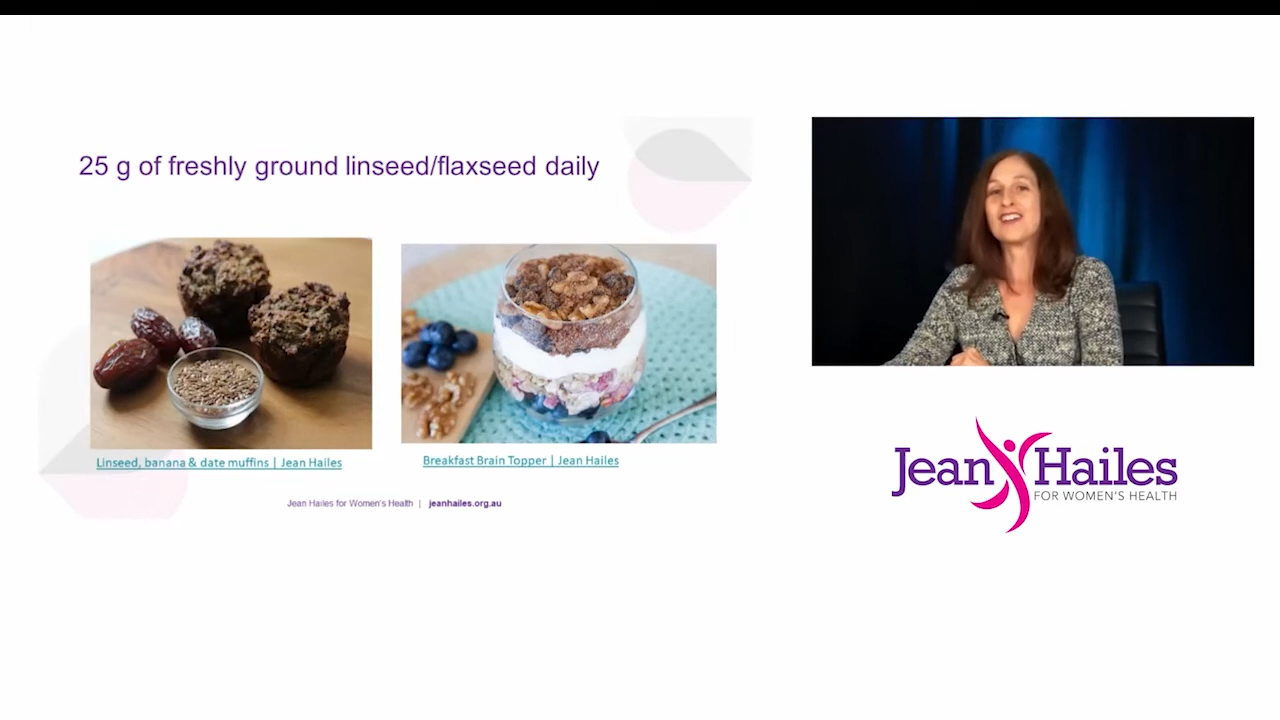 25 g of freshly ground linseed/flaxseed daily
Linseed, banana & date muffins | Jean Hailes
Breakfast Brain Topper | Jean Hailes
Jean Hailes for Women's Health | jeanhailes.org.au
Jean Hailes
FOR WOMEN'S HEALTH